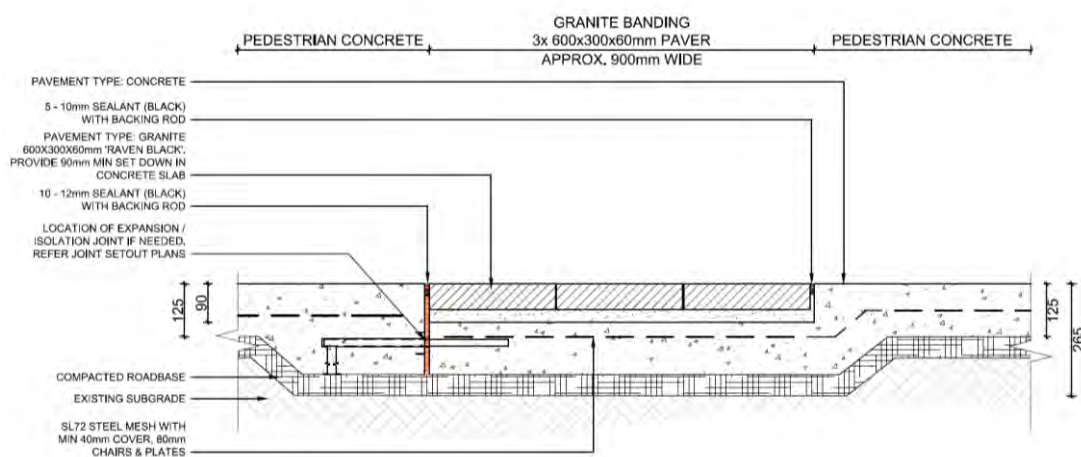 GRANITE BANDING
PEDESTRIAN CONCRETE
3x 600x300x60mm PAVER
PEDESTRIAN CONCRETE
APPROX. 900mm WIDE
PAVEMENT TYPE: CONCRETE
5 - 10mm SEALANT (BLACK)
WITH BACKING ROD
PAVEMENT TYPE: GRANITE
600X300X60mm 'RAVEN BLACK'.
PROVIDE 90mm MIN SET DOWN IN
CONCRETE SLAB
10 - 12mm SEALANT (BLACK)
WITH BACKING ROD
LOCATION OF EXPANSION /
ISOLATION JOINT IF NEEDED.
REFER JOINT SETOUT PLANS
125
90
125
265
COMPACTED ROADBASE
EXISTING SUBGRADE
SL72 STEEL MESH WITH
MIN 40mm COVER, 80mm
CHAIRS & PLATES